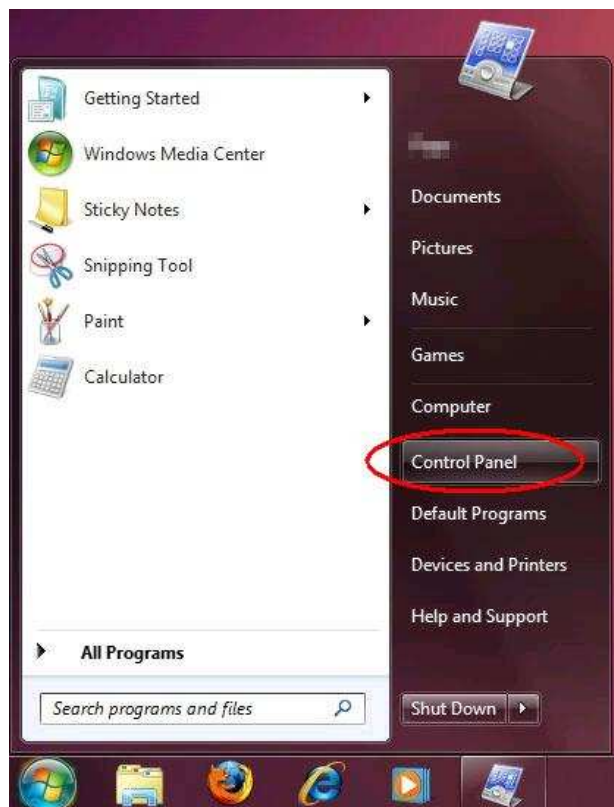 Getting Started
Windows Media Center
Sticky Notes
Snipping Tool
Paint
Calculator
All Programs
Search programs and files
Documents
Pictures
Music
Games
Computer
Control Panel
Default Programs
Devices and Printers
Help and Support
Shut Down